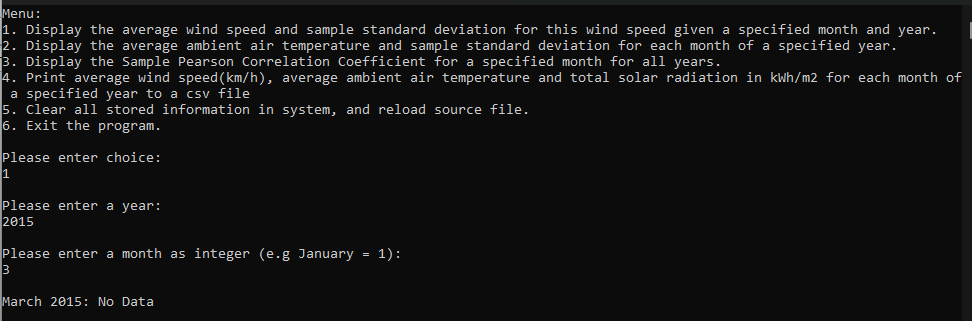 Menu:
1. Display the average wind speed and sample standard deviation for this wind speed given a specified month and year.
2. Display the average ambient air temperature and sample standard deviation for each month of a specified year.
3. Display the Sample Pearson Correlation Coefficient for a specified month for all years.
4. Print average wind speed(km/h), average ambient air temperature and total solar radiation in kWh/m2 for each month of
a specified year to a csv file
5. Clear all stored information in system, and reload source file.
6. Exit the program.
Please enter choice:
1
Please enter a year:
2015
Please enter a month as integer (e.g January = 1):
3
March 2015: No Data